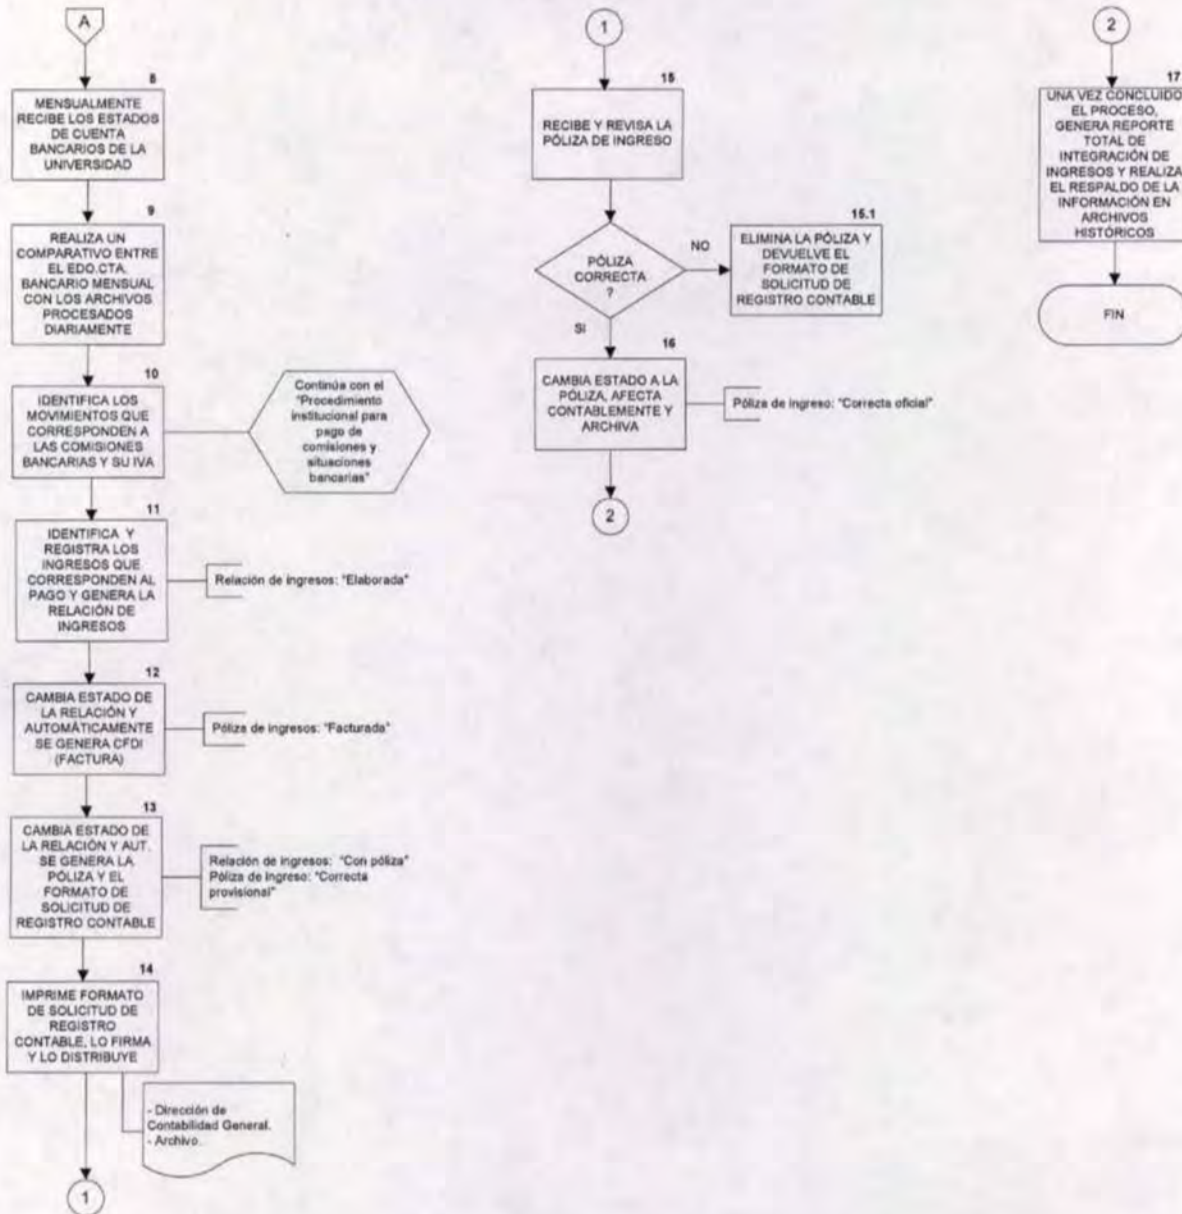 A
8
MENSUALMENTE
RECIBE LOS ESTADOS
DE CUENTA
BANCARIOS DE LA
UNIVERSIDAD
9
REALIZA UN
COMPARATIVO ENTRE
EL EDO.CTA.
BANCARIO MENSUAL
CON LOS ARCHIVOS
PROCESADOS
DIARIAMENTE
10
IDENTIFICA LOS
MOVIMIENTOS QUE
CORRESPONDEN A
LAS COMISIONES
BANCARIAS Y SU IVA
Continúa con el
"Procedimiento
institucional para
pago de
comisiones y
situaciones
bancarias"
11
IDENTIFICA Y
REGISTRA LOS
INGRESOS QUE
CORRESPONDEN AL
PAGO Y GENERA LA
RELACIÓN DE
INGRESOS
Relación de ingresos: "Elaborada"
12
CAMBIA ESTADO DE
LA RELACIÓN Y
AUTOMÁTICAMENTE
SE GENERA CFDI
(FACTURA)
Póliza de ingresos: "Facturada"
13
CAMBIA ESTADO DE
LA RELACIÓN Y AUT.
SE GENERA LA
PÓLIZA Y EL
FORMATO DE
SOLICITUD DE
REGISTRO CONTABLE
Relación de ingresos: "Con póliza"
Póliza de Ingreso: "Correcta
provisional"
14
IMPRIME FORMATO
DE SOLICITUD DE
REGISTRO
CONTABLE, LO FIRMA
Y LO DISTRIBUYE
- Dirección de
Contabilidad General.
- Archivo.
1
1
15
RECIBE Y REVISA LA
PÓLIZA DE INGRESO
PÓLIZA
CORRECTA
?
NO
15.1
ELIMINA LA PÓLIZA Y
DEVUELVE EL
FORMATO DE
SOLICITUD DE
REGISTRO CONTABLE
SI
16
CAMBIA ESTADO A LA
PÓLIZA, AFECTA
CONTABLEMENTE Y
ARCHIVA
Póliza de ingreso: "Correcta oficial"
2
2
17
UNA VEZ CONCLUIDO
EL PROCESO,
GENERA REPORTE
TOTAL DE
INTEGRACIÓN DE
INGRESOS Y REALIZA
EL RESPALDO DE LA
INFORMACIÓN EN
ARCHIVOS
HISTÓRICOS
FIN